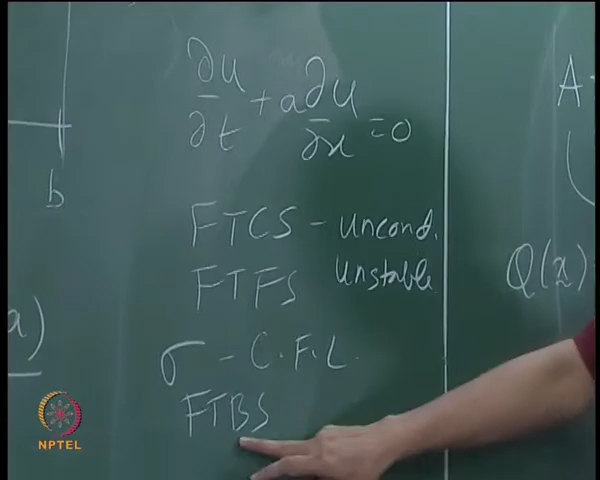 ∂u/∂t + a ∂u/∂x = 0
b
FTCS - uncond.
unstable
FTFS
a)
σ - C.F.L.
FTBS
A
Q(x)
NPTEL